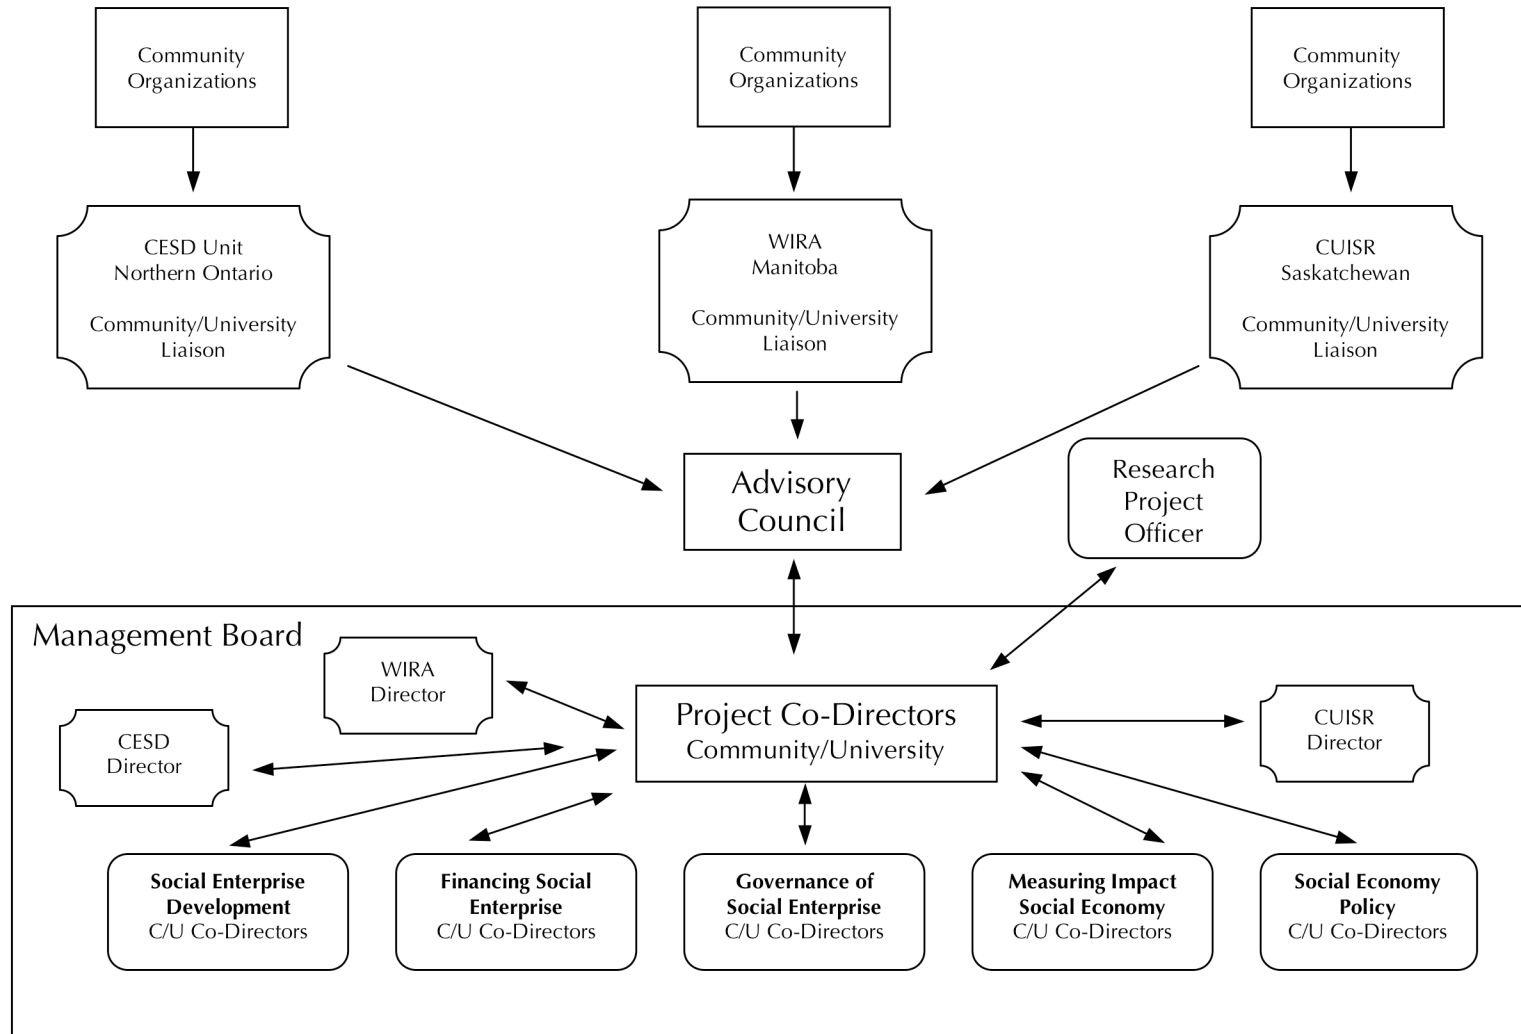 Community
Organizations
Community
Organizations
Community
Organizations
CESD Unit
Northern Ontario
Community/University
Liaison
WIRA
Manitoba
Community/University
Liaison
CUISR
Saskatchewan
Community/University
Liaison
Advisory
Council
Research
Project
Officer
Management Board
WIRA
Director
CESD
Director
Project Co-Directors
Community/University
CUISR
Director
Social Enterprise
Development
C/U Co-Directors
Financing Social
Enterprise
C/U Co-Directors
Governance of
Social Enterprise
C/U Co-Directors
Measuring Impact
Social Economy
C/U Co-Directors
Social Economy
Policy
C/U Co-Directors